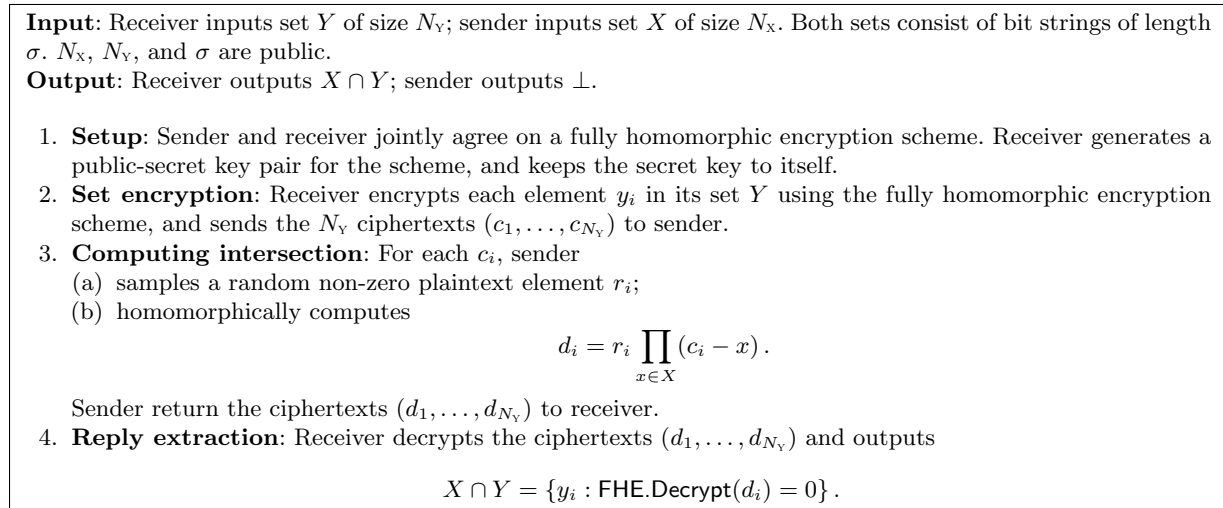 Input: Receiver inputs set Y of size N_Y; sender inputs set X of size N_X. Both sets consist of bit strings of length
σ. N_X, N_Y, and σ are public.
Output: Receiver outputs X ∩ Y; sender outputs ⊥.
1. Setup: Sender and receiver jointly agree on a fully homomorphic encryption scheme. Receiver generates a
public-secret key pair for the scheme, and keeps the secret key to itself.
2. Set encryption: Receiver encrypts each element y_i in its set Y using the fully homomorphic encryption
scheme, and sends the N_Y ciphertexts (c_1, . . . , c_{N_Y}) to sender.
3. Computing intersection: For each c_i, sender
(a) samples a random non-zero plaintext element r_i;
(b) homomorphically computes
d_i = r_i ∏_{x∈X} (c_i − x) .
Sender return the ciphertexts (d_1, . . . , d_{N_Y}) to receiver.
4. Reply extraction: Receiver decrypts the ciphertexts (d_1, . . . , d_{N_Y}) and outputs
X ∩ Y = {y_i : FHE.Decrypt(d_i) = 0} .